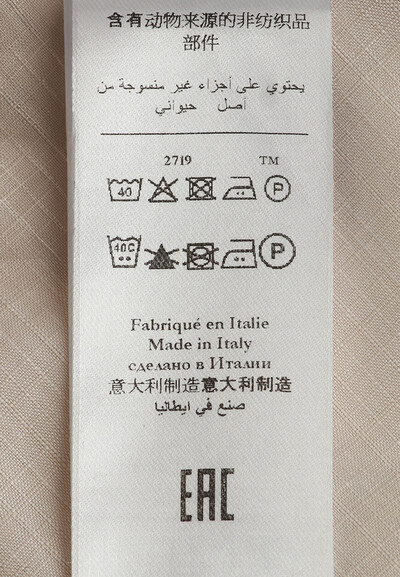 含有动物来源的非纺织品
部件
يحتوي على أجزاء غير منسوجة من
أصل حيواني
2719 TM
40 P
40C P
Fabriqué en Italie
Made in Italy
сделано в Италии
意大利制造意大利制造
صنع في ايطاليا
EAC